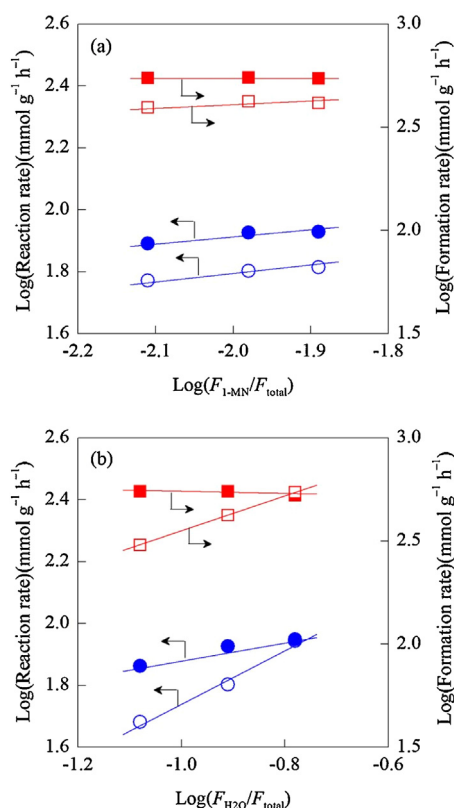 (a)
Log(Reaction rate)(mmol g⁻¹ h⁻¹)
2.6
2.4
2.2
2.0
1.8
1.6
3.0
2.5
2.0
1.5
Log(Formation rate)(mmol g⁻¹ h⁻¹)
-2.2 -2.1 -2.0 -1.9 -1.8
Log(F₁₋MN/Ftotal)
(b)
Log(Reaction rate)(mmol g⁻¹ h⁻¹)
2.6
2.4
2.2
2.0
1.8
1.6
3.0
2.5
2.0
1.5
Log(Formation rate)(mmol g⁻¹ h⁻¹)
-1.2 -1.0 -0.8 -0.6
Log(FH2O/Ftotal)